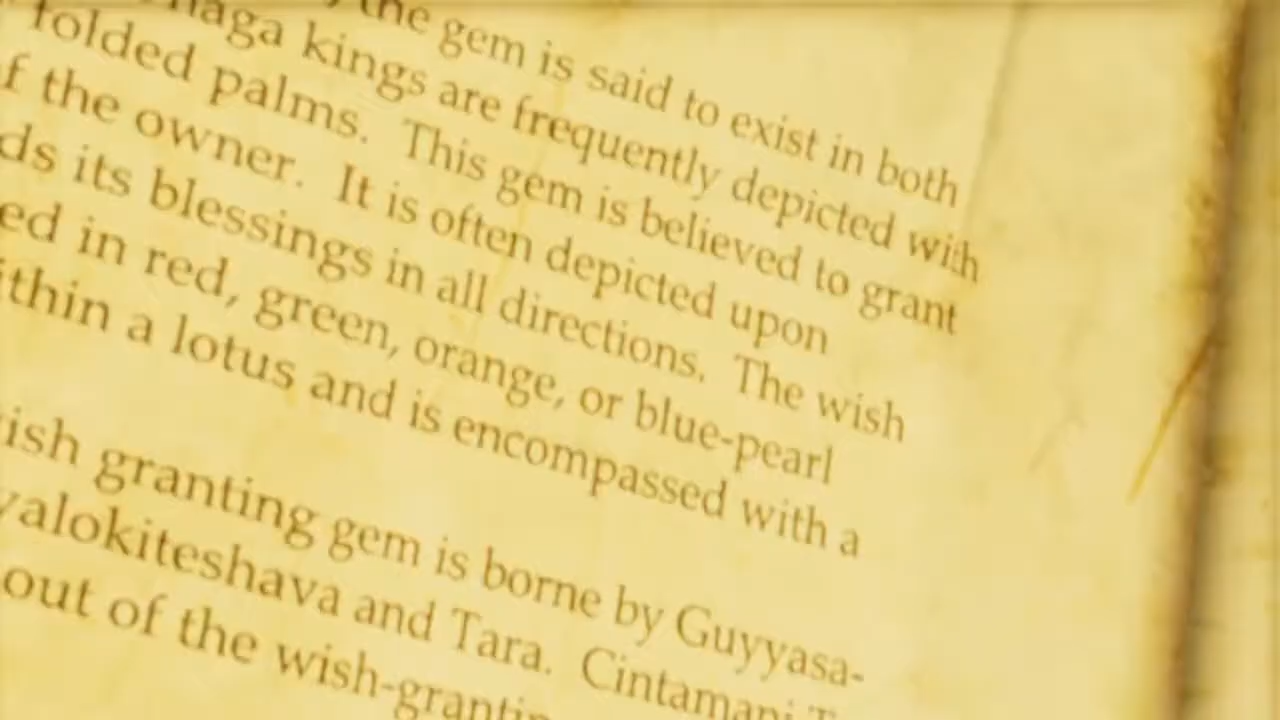 the gem is said to exist in both
naga kings are frequently depicted with
folded palms. This gem is believed to grant
f the owner. It is often depicted upon
ds its blessings in all directions. The wish
ed in red, green, orange, or blue-pearl
ithin a lotus and is encompassed with a
ish granting gem is borne by Guyyasa-
valokiteshava and Tara. Cintamani T
out of the wish-grantin